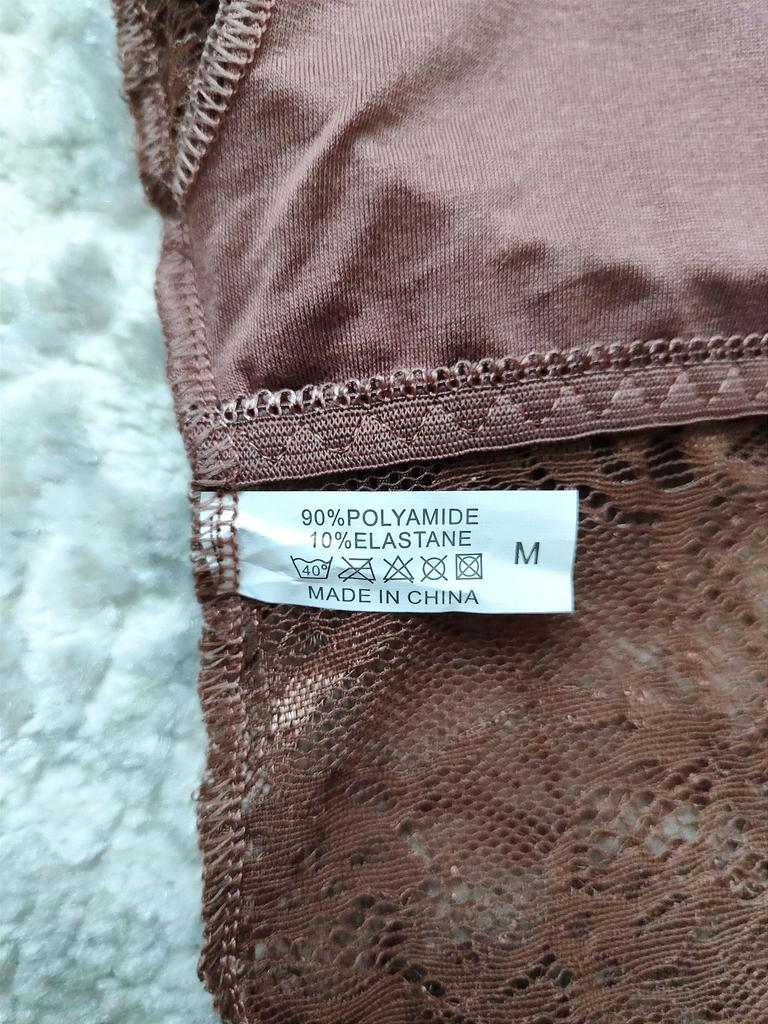 90%POLYAMIDE
10%ELASTANE
40°
M
MADE IN CHINA